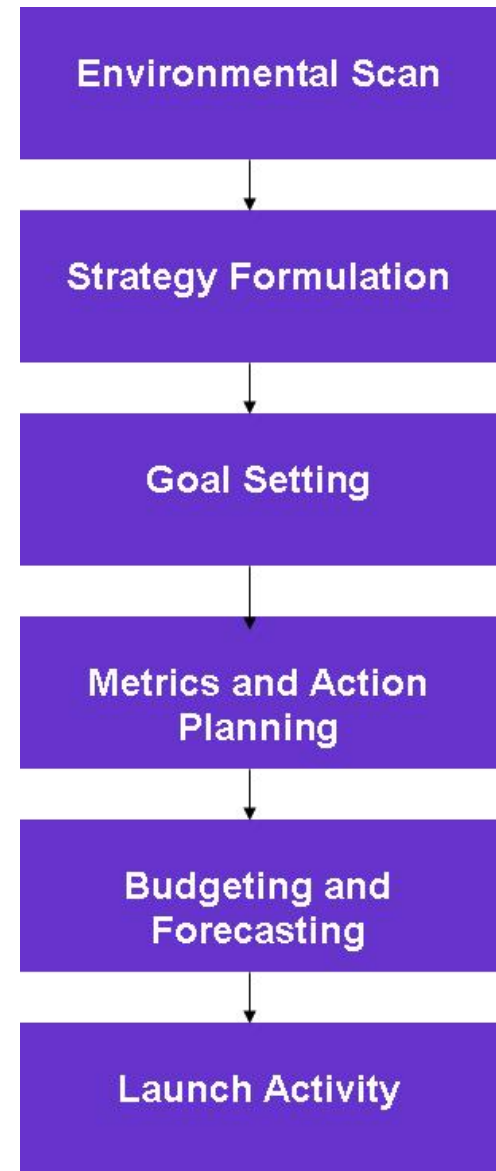 Environmental Scan
Strategy Formulation
Goal Setting
Metrics and Action
Planning
Budgeting and
Forecasting
Launch Activity